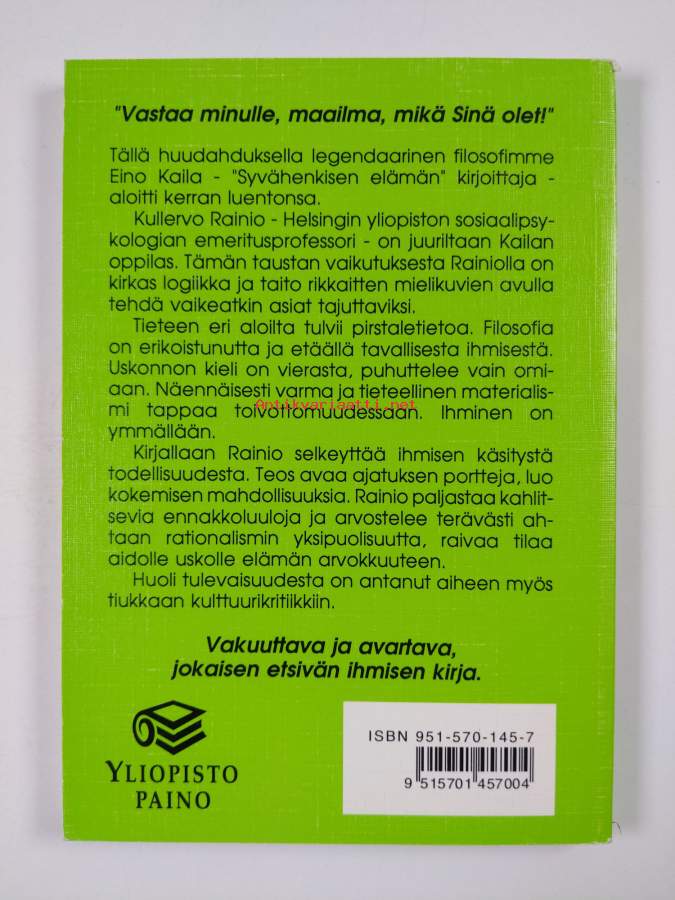 "Vastaa minulle, maailma, mikä Sinä olet!"
Tällä huudahduksella legendaarinen filosofimme
Eino Kaila - "Syvähenkisen elämän" kirjoittaja -
aloitti kerran luentonsa.
Kullervo Rainio - Helsingin yliopiston sosiaalipsy-
kologian emeritusprofessori - on juuriltaan Kailan
oppilas. Tämän taustan vaikutuksesta Rainiolla on
kirkas logiikka ja taito rikkaitten mielikuvien avulla
tehdä vaikeatkin asiat tajuttaviksi.
Tieteen eri aloilta tulvii pirstaletietoa. Filosofia
on erikoistunutta ja etäällä tavallisesta ihmisestä.
Uskonnon kieli on vierasta, puhuttelee vain omi-
aan. Näennäisesti varma ja tieteellinen materialis-
mi tappaa toivottomuudessaan. Ihminen on
Antikvariaatti.net
ymmällään.
Kirjallaan Rainio selkeyttää ihmisen käsitystä
todellisuudesta. Teos avaa ajatuksen portteja, luo
kokemisen mahdollisuuksia. Rainio paljastaa kahlit-
sevia ennakkoluuloja ja arvostelee terävästi ah-
taan rationalismin yksipuolisuutta, raivaa tilaa
aidolle uskolle elämän arvokkuuteen.
Huoli tulevaisuudesta on antanut aiheen myös
tiukkaan kulttuurikritiikkiin.
Vakuuttava ja avartava,
jokaisen etsivän ihmisen kirja.
YLIOPISTO
PAINO
ISBN 951-570-145-7
9 515701 457004